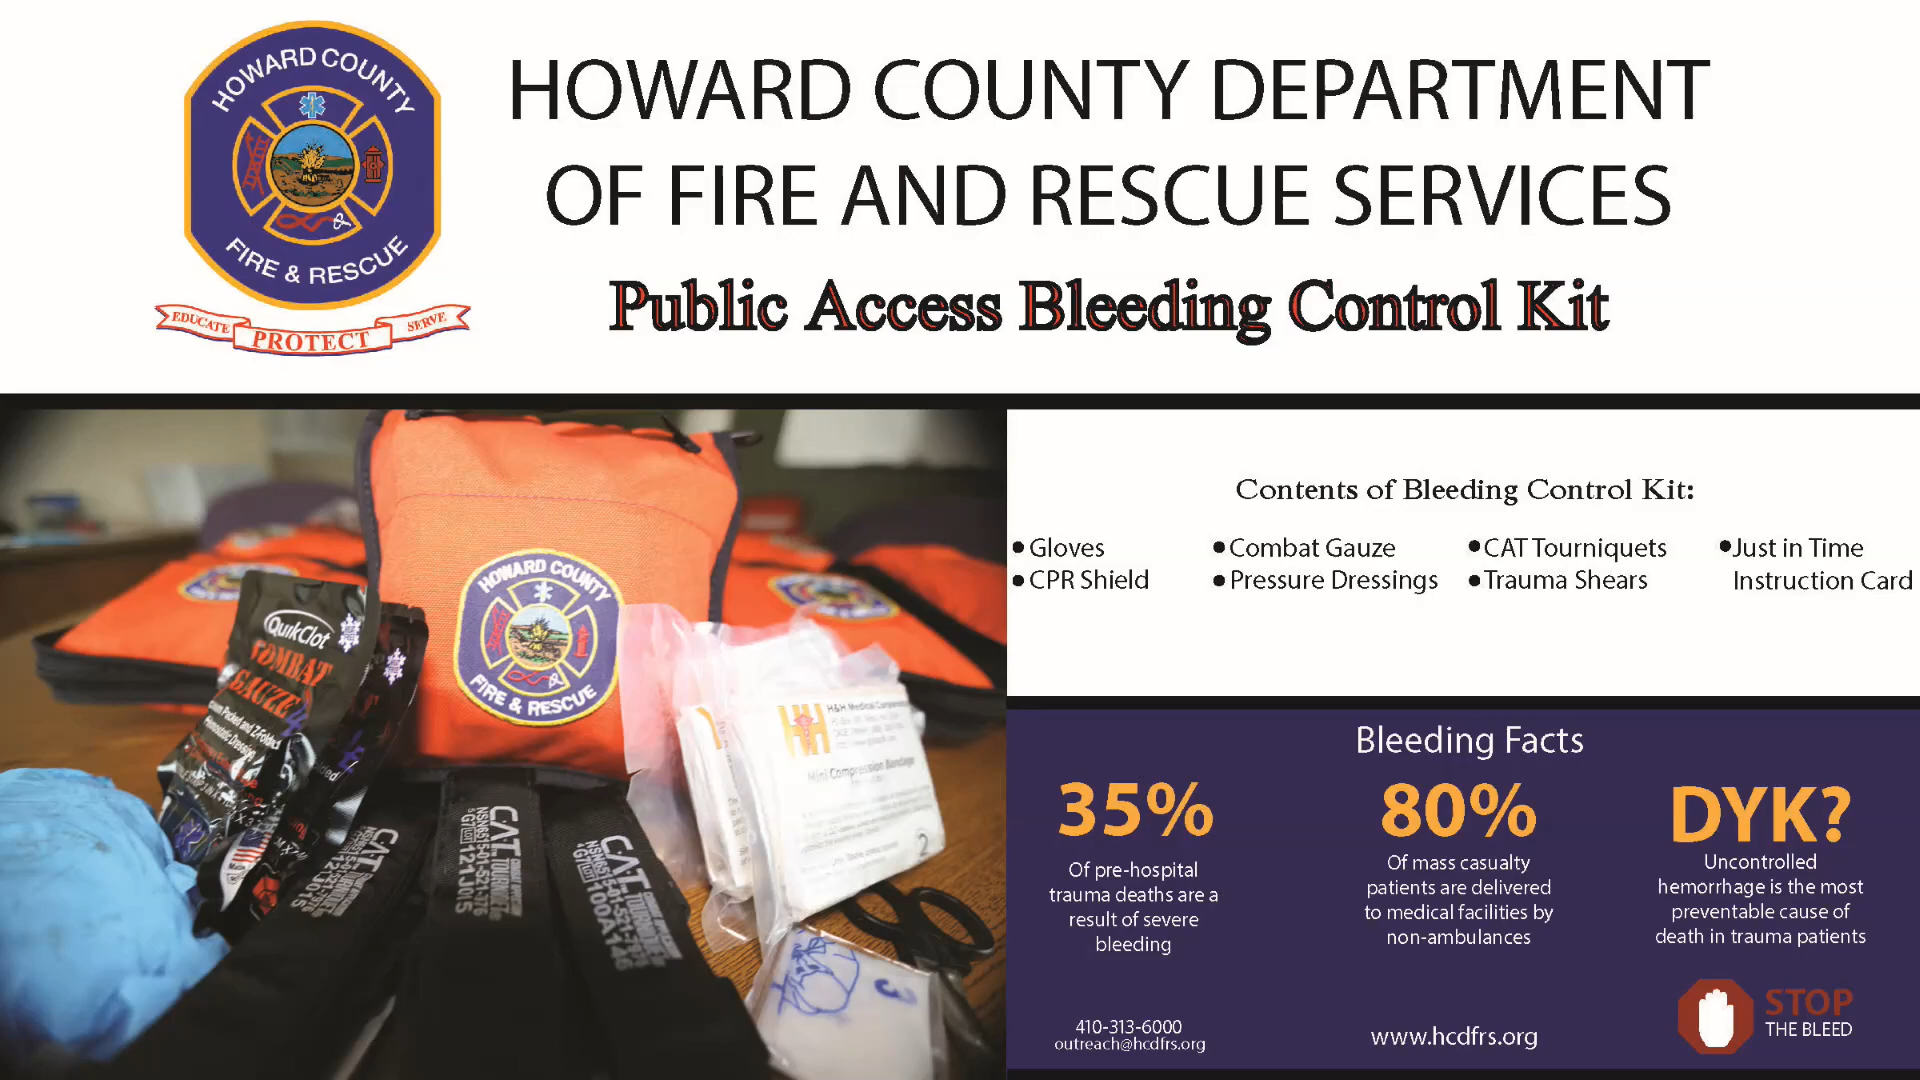 HOWARD COUNTY
FIRE & RESCUE
EDUCATE
PROTECT
SERVE
HOWARD COUNTY DEPARTMENT
OF FIRE AND RESCUE SERVICES
Public Access Bleeding Control Kit
HOWARD COUNTY
FIRE & RESCUE
QuikClot
COMBAT
GAUZE
H&H Medical Corporation
Mini Compression Bandage
2
3
CAT
CAT
CAT
Contents of Bleeding Control Kit:
• Gloves
• CPR Shield
• Combat Gauze
• Pressure Dressings
• CAT Tourniquets
• Trauma Shears
• Just in Time
Instruction Card
Bleeding Facts
35%
Of pre-hospital
trauma deaths are a
result of severe
bleeding
80%
Of mass casualty
patients are delivered
to medical facilities by
non-ambulances
DYK?
Uncontrolled
hemorrhage is the most
preventable cause of
death in trauma patients
410-313-6000
outreach@hcdfrs.org
www.hcdfrs.org
STOP
THE BLEED